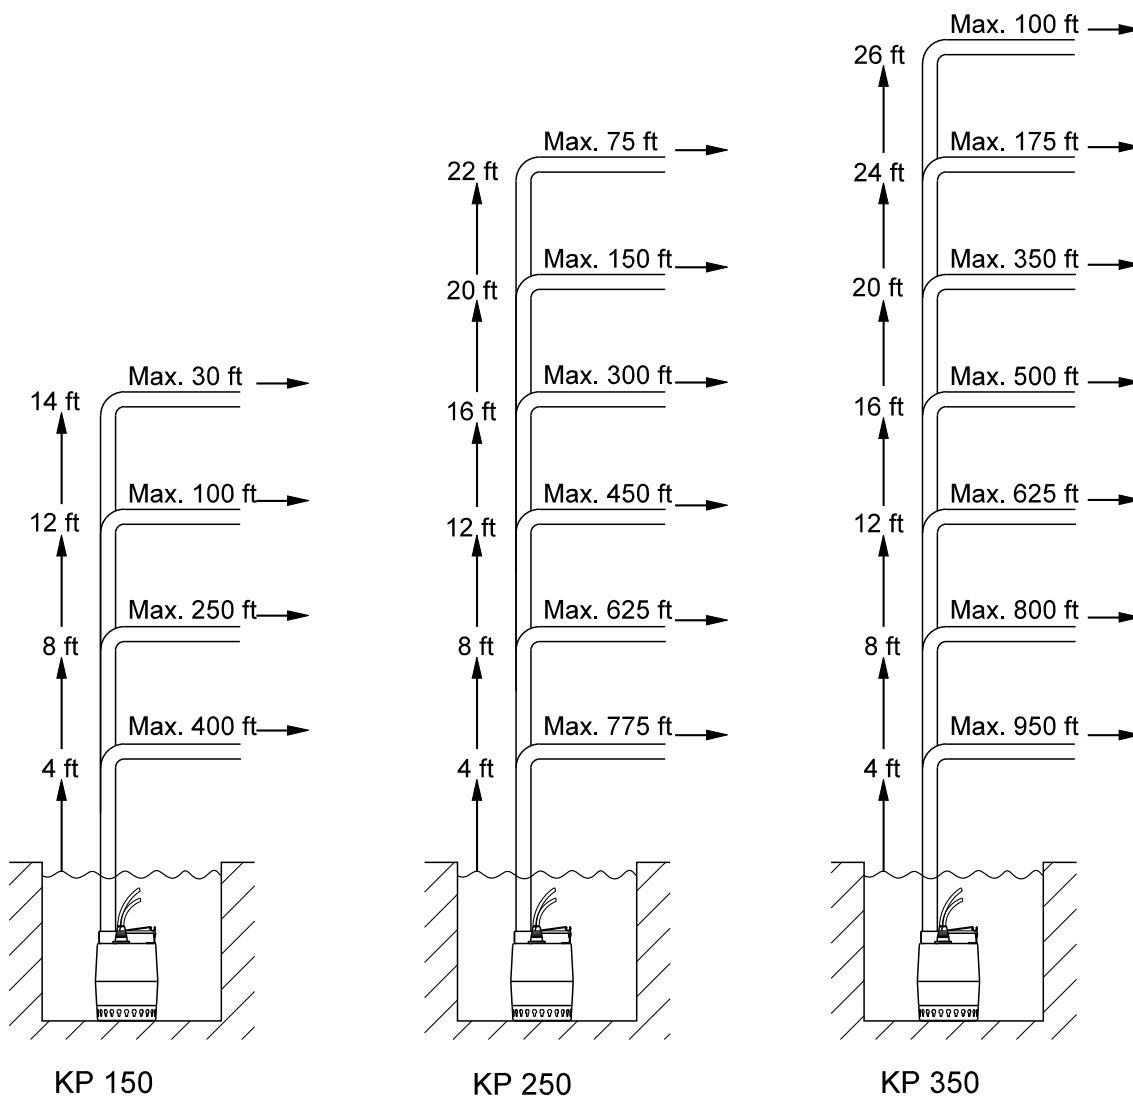 Max. 30 ft
14 ft
Max. 100 ft
12 ft
Max. 250 ft
8 ft
Max. 400 ft
4 ft
KP 150
Max. 75 ft
22 ft
Max. 150 ft
20 ft
Max. 300 ft
16 ft
Max. 450 ft
12 ft
Max. 625 ft
8 ft
Max. 775 ft
4 ft
KP 250
Max. 100 ft
26 ft
Max. 175 ft
24 ft
Max. 350 ft
20 ft
Max. 500 ft
16 ft
Max. 625 ft
12 ft
Max. 800 ft
8 ft
Max. 950 ft
4 ft
KP 350